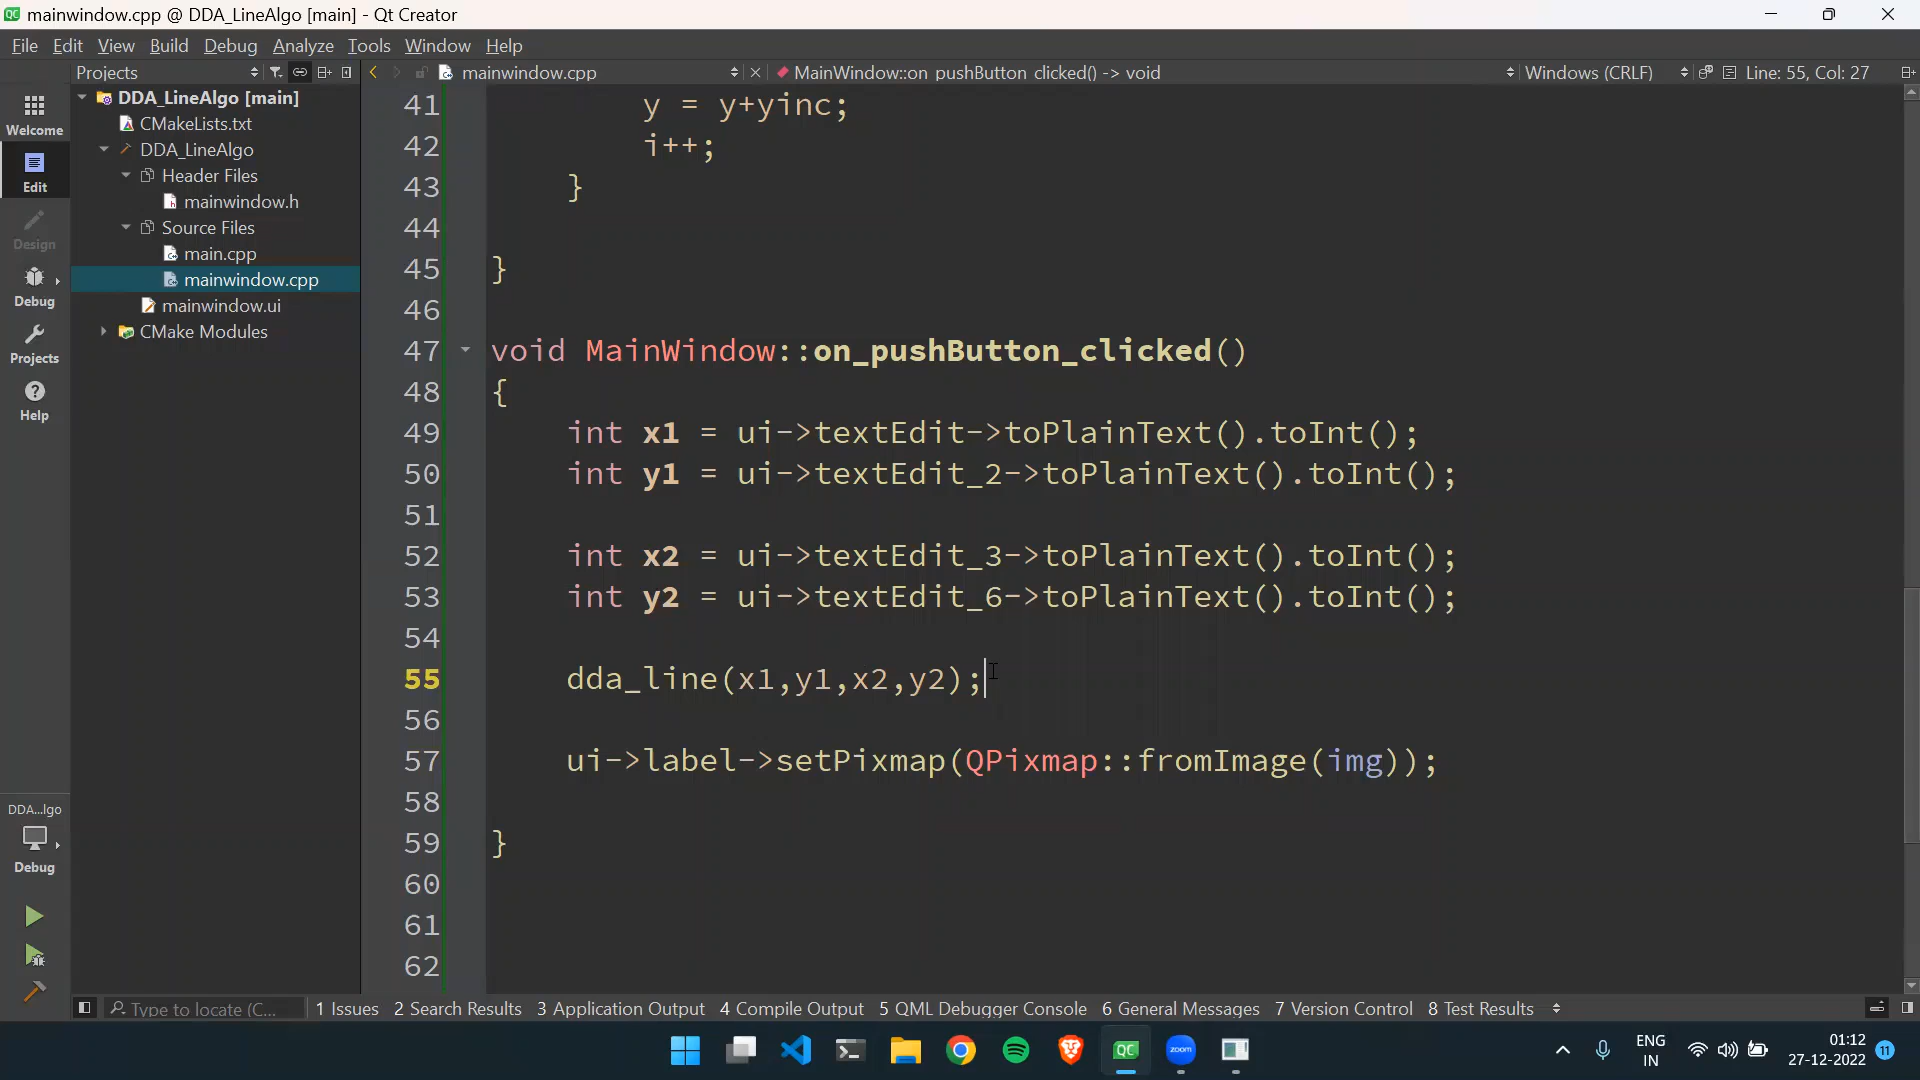 mainwindow.cpp @ DDA_LineAlgo [main] - Qt Creator
File Edit View Build Debug Analyze Tools Window Help
Projects
mainwindow.cpp
MainWindow::on pushButton clicked() -> void
Windows (CRLF)
Line: 55, Col: 27
Welcome
Edit
Design
Debug
Projects
Help
DDA_LineAlgo [main]
CMakeLists.txt
DDA_LineAlgo
Header Files
mainwindow.h
Source Files
main.cpp
mainwindow.cpp
mainwindow.ui
CMake Modules
41 y = y+yinc;
42 i++;
43 }
44
45 }
46
47 void MainWindow::on_pushButton_clicked()
48 {
49 int x1 = ui->textEdit->toPlainText().toInt();
50 int y1 = ui->textEdit_2->toPlainText().toInt();
51
52 int x2 = ui->textEdit_3->toPlainText().toInt();
53 int y2 = ui->textEdit_6->toPlainText().toInt();
54
55 dda_line(x1,y1,x2,y2);
56
57 ui->label->setPixmap(QPixmap::fromImage(img));
58
59 }
60
61
62
DDA...lgo
Debug
Type to locate (C...
1 Issues 2 Search Results 3 Application Output 4 Compile Output 5 QML Debugger Console 6 General Messages 7 Version Control 8 Test Results
QC
zoom
ENG
IN
01:12
27-12-2022
11